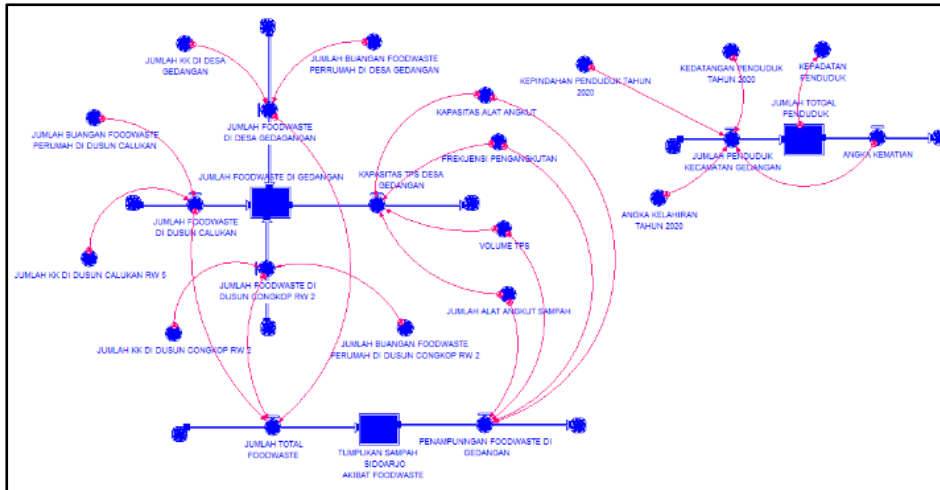 JUMLAH KK DI DESA
GEDANGAN
JUMLAH BUANGAN FOODWASTE
PERRUMAH DI DESA GEDANGAN
JUMLAH BUANGAN FOODWASTE
PERUMAH DI DUSUN CALUKAN
JUMLAH FOODWASTE
DI DESA GEDADANGAN
KAPASITAS ALAT ANGKUT
FREKUENSI PENGANGKUTAN
JUMLAH FOODWASTE DI GEDANGAN
KAPASITAS TPS DESA
GEDANGAN
JUMLAH FOODWASTE
DI DUSUN CALUKAN
VOLUME TPS
JUMLAH KK DI DUSUN CALUKAN RW 5
JUMLAH FOODWASTE DI
DUSUN CONGKOP RW 2
JUMLAH ALAT ANGKUT SAMPAH
JUMLAH KK DI DUSUN CONGKOP RW 2
JUMLAH BUANGAN FOODWASTE
PERUMAH DI DUSUN CONGKOP RW 2
JUMLAH TOTAL
FOODWASTE
TUMPUKAN SAMPAH
SIDOARJO
AKIBAT FOODWASTE
PENAMPUNNGAN FOODWASTE DI
GEDANGAN
KEPINDAHAN PENDUDUK TAHUN
2020
KEDATANGAN PENDUDUK
TAHUN 2020
KEPADATAN
PENDUDUK
JUMLAH TOTGAL
PENDUDUK
JUMLAH PENDUDUK
KECAMATAN GEDANGAN
ANGKA KEMATIAN
ANGKA KELAHIRAN
TAHUN 2020